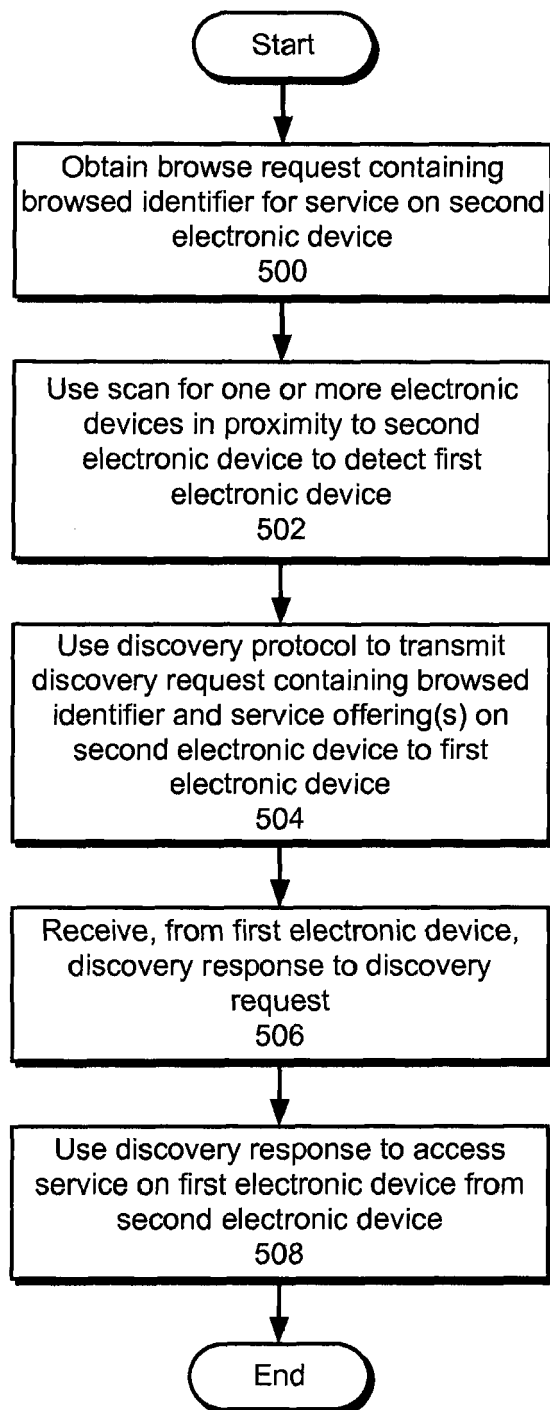 Start
Obtain browse request containing
browsed identifier for service on second
electronic device
500
Use scan for one or more electronic
devices in proximity to second
electronic device to detect first
electronic device
502
Use discovery protocol to transmit
discovery request containing browsed
identifier and service offering(s) on
second electronic device to first
electronic device
504
Receive, from first electronic device,
discovery response to discovery
request
506
Use discovery response to access
service on first electronic device from
second electronic device
508
End